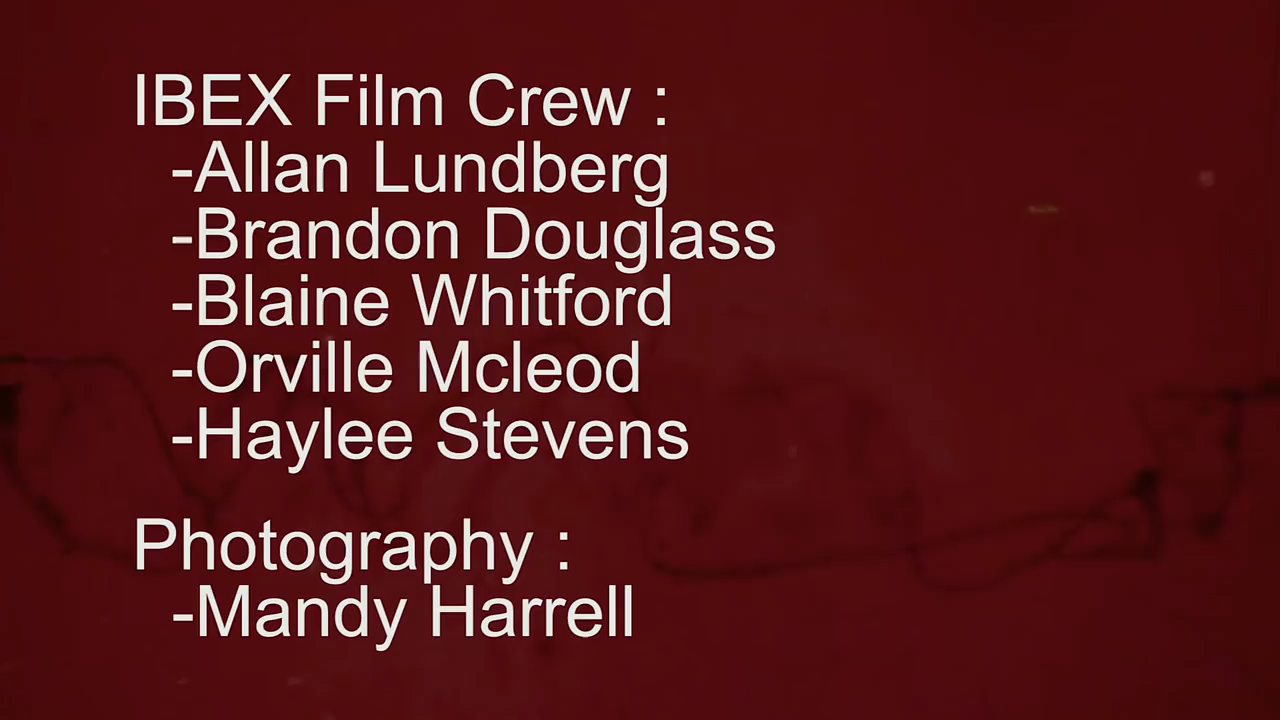 IBEX Film Crew :
-Allan Lundberg
-Brandon Douglass
-Blaine Whitford
-Orville Mcleod
-Haylee Stevens
Photography :
-Mandy Harrell